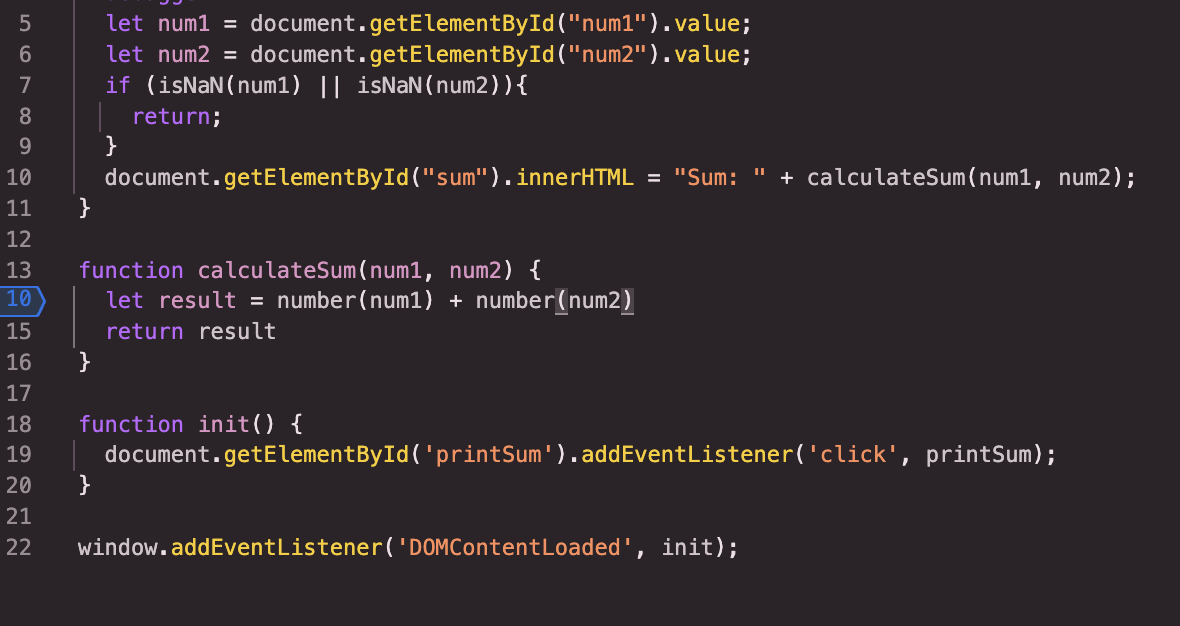 5 let num1 = document.getElementById("num1").value;
6 let num2 = document.getElementById("num2").value;
7 if (isNaN(num1) || isNaN(num2)){
8 return;
9 }
10 document.getElementById("sum").innerHTML = "Sum: " + calculateSum(num1, num2);
11 }
12
13 function calculateSum(num1, num2) {
10 let result = number(num1) + number(num2)
15 return result
16 }
17
18 function init() {
19 document.getElementById('printSum').addEventListener('click', printSum);
20 }
21
22 window.addEventListener('DOMContentLoaded', init);